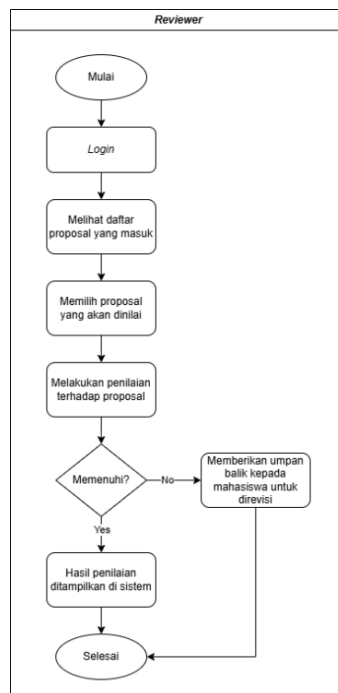 Reviewer
Mulai
Login
Melihat daftar
proposal yang masuk
Memilih proposal
yang akan dinilai
Melakukan penilaian
terhadap proposal
Memenuhi?
No
Memberikan umpan
balik kepada
mahasiswa untuk
direvisi
Yes
Hasil penilaian
ditampilkan di sistem
Selesai